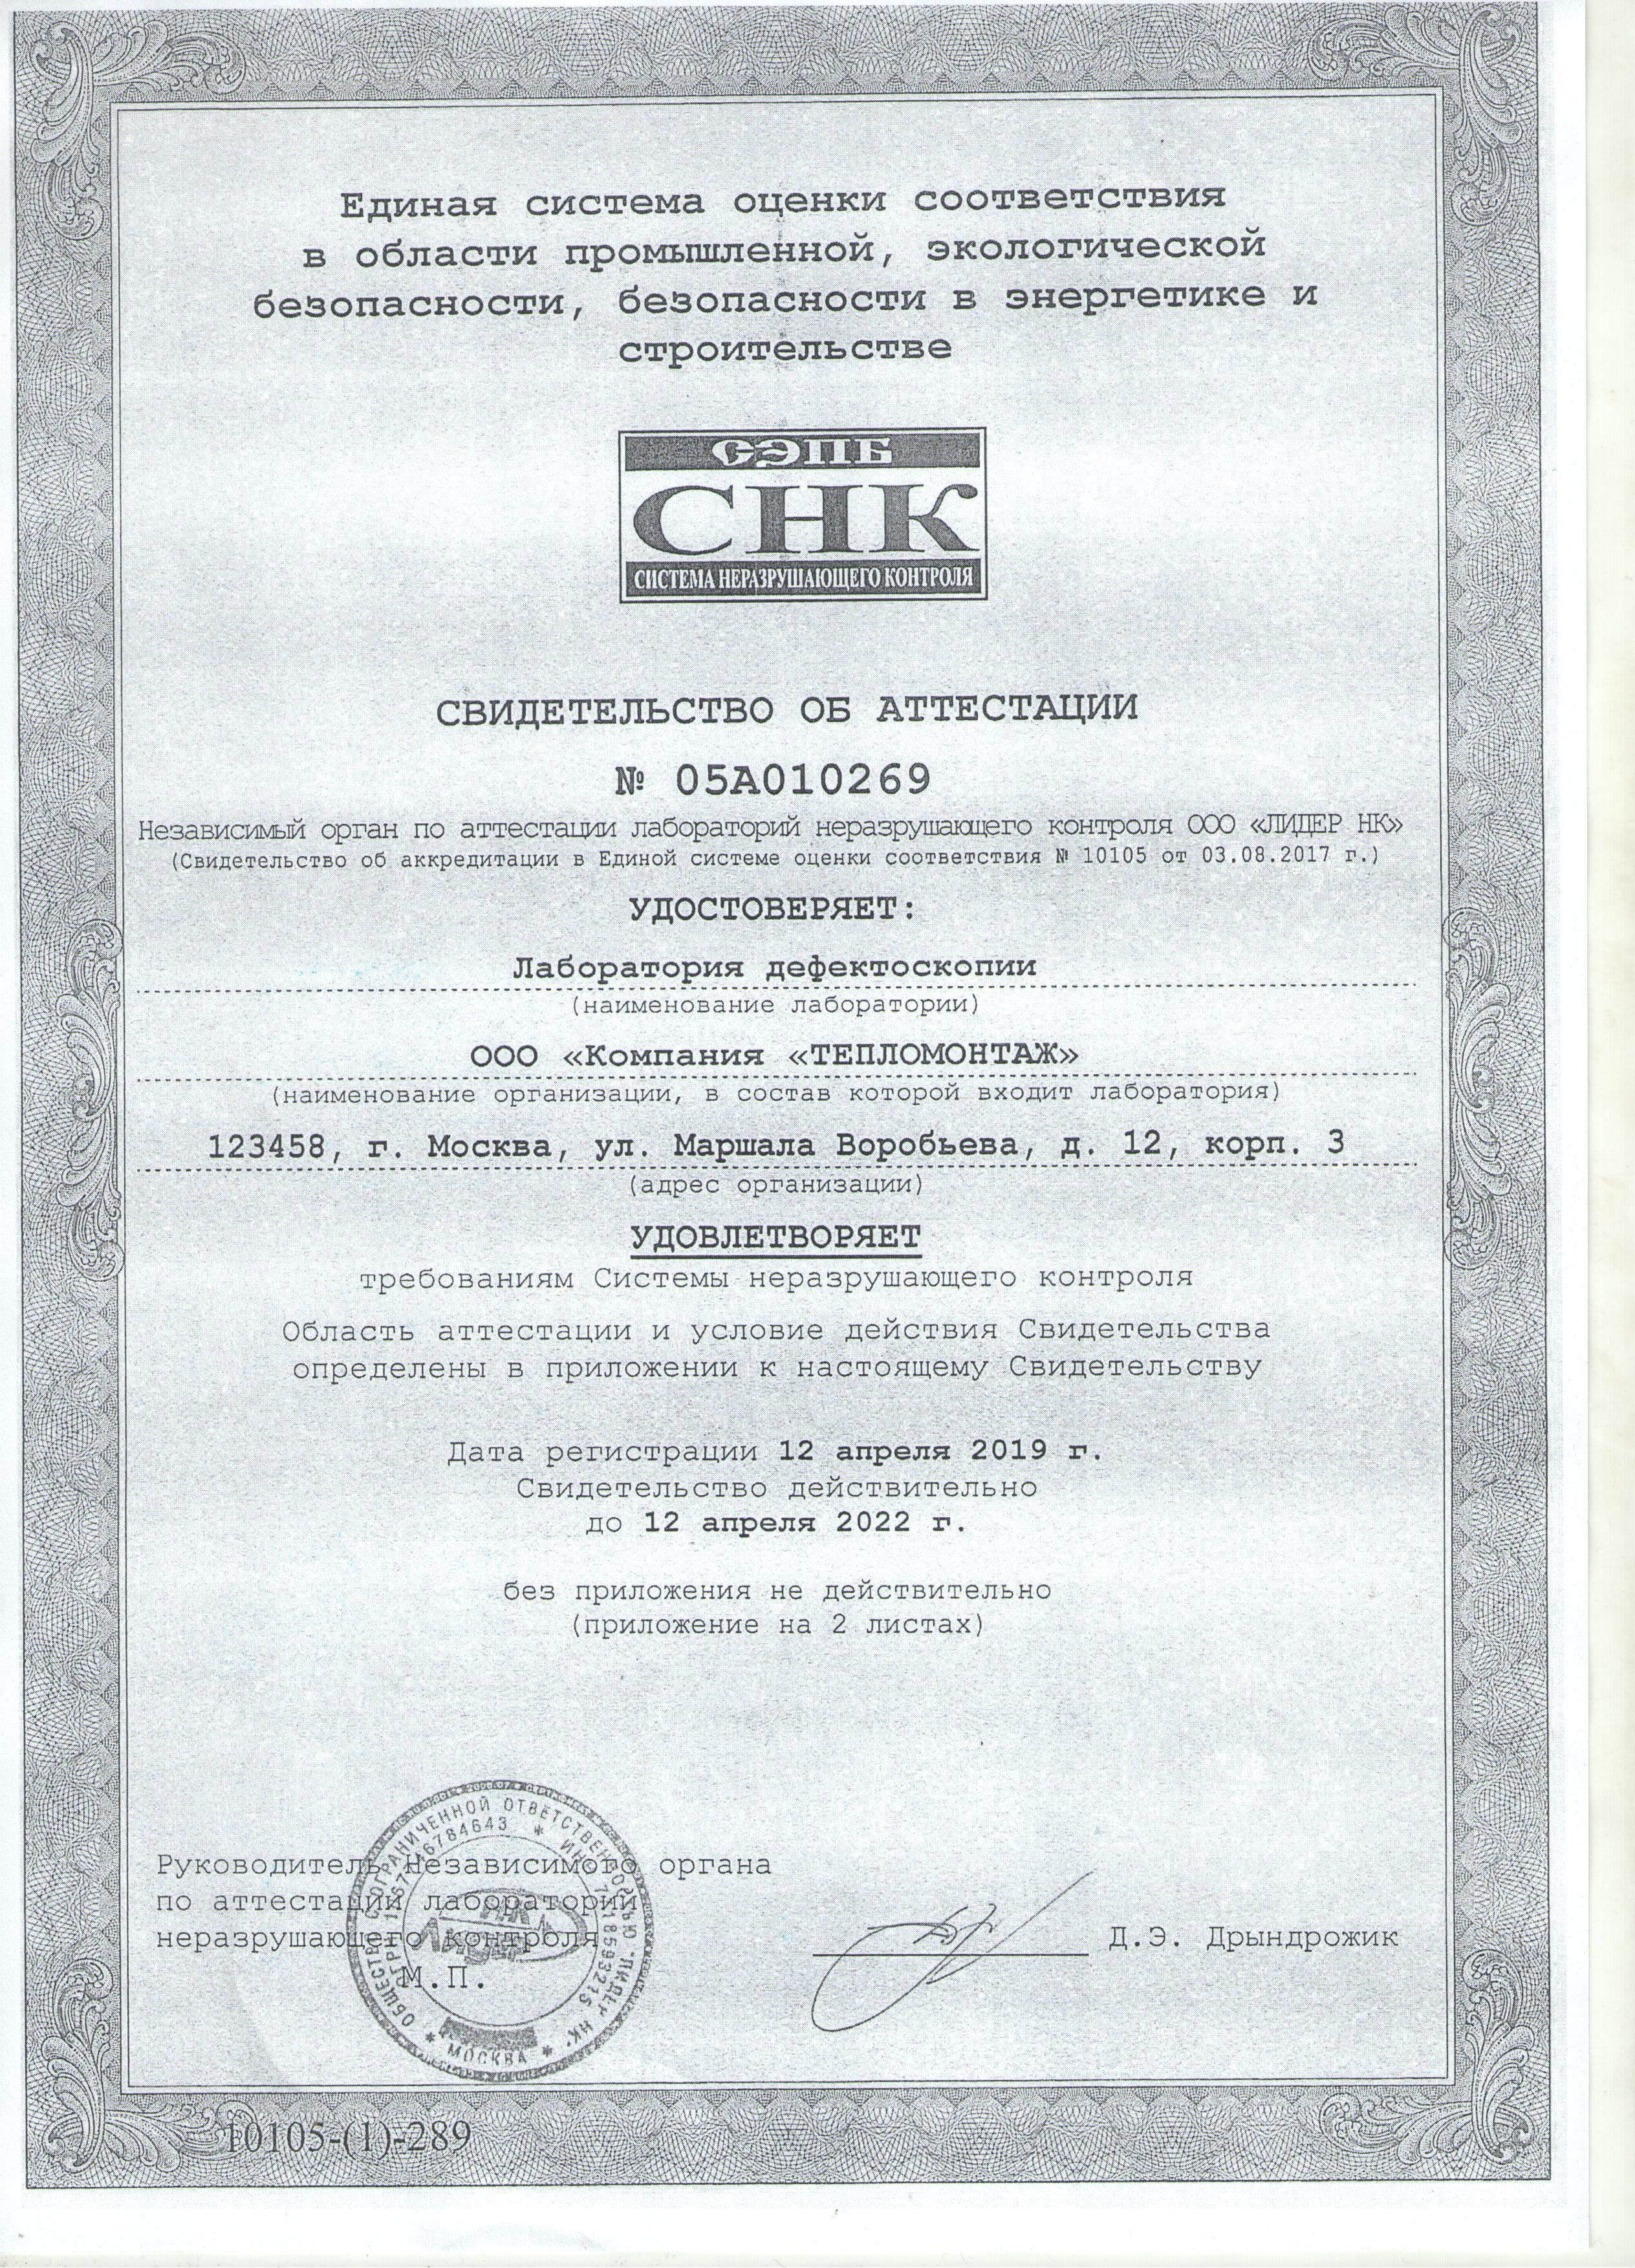 Единая система оценки соответствия
в области промышленной, экологической
безопасности, безопасности в энергетике и
строительстве
СЭПБ
СНК
СИСТЕМА НЕРАЗРУШАЮЩЕГО КОНТРОЛЯ
СВИДЕТЕЛЬСТВО ОБ АТТЕСТАЦИИ
№ 05А010269
Независимый орган по аттестации лабораторий неразрушающего контроля ООО «ЛИДЕР НК»
(Свидетельство об аккредитации в Единой системе оценки соответствия № 10105 от 03.08.2017 г.)
УДОСТОВЕРЯЕТ:
Лаборатория дефектоскопии
(наименование лаборатории)
ООО «Компания «ТЕПЛОМОНТАЖ»
(наименование организации, в состав которой входит лаборатория)
123458, г. Москва, ул. Маршала Воробьева, д. 12, корп. 3
(адрес организации)
УДОВЛЕТВОРЯЕТ
требованиям Системы неразрушающего контроля
Область аттестации и условие действия Свидетельства
определены в приложении к настоящему Свидетельству
Дата регистрации 12 апреля 2019 г.
Свидетельство действительно
до 12 апреля 2022 г.
без приложения не действительно
(приложение на 2 листах)
Руководитель Независимого органа
по аттестации лабораторий
неразрушающего контроля
М.П.
Д.Э. Дрындрожик
ОБЩЕСТВО С ОГРАНИЧЕННОЙ ОТВЕТСТВЕННОСТЬЮ "ЛИДЕР НК"
* МОСКВА *
10105-(1)-289